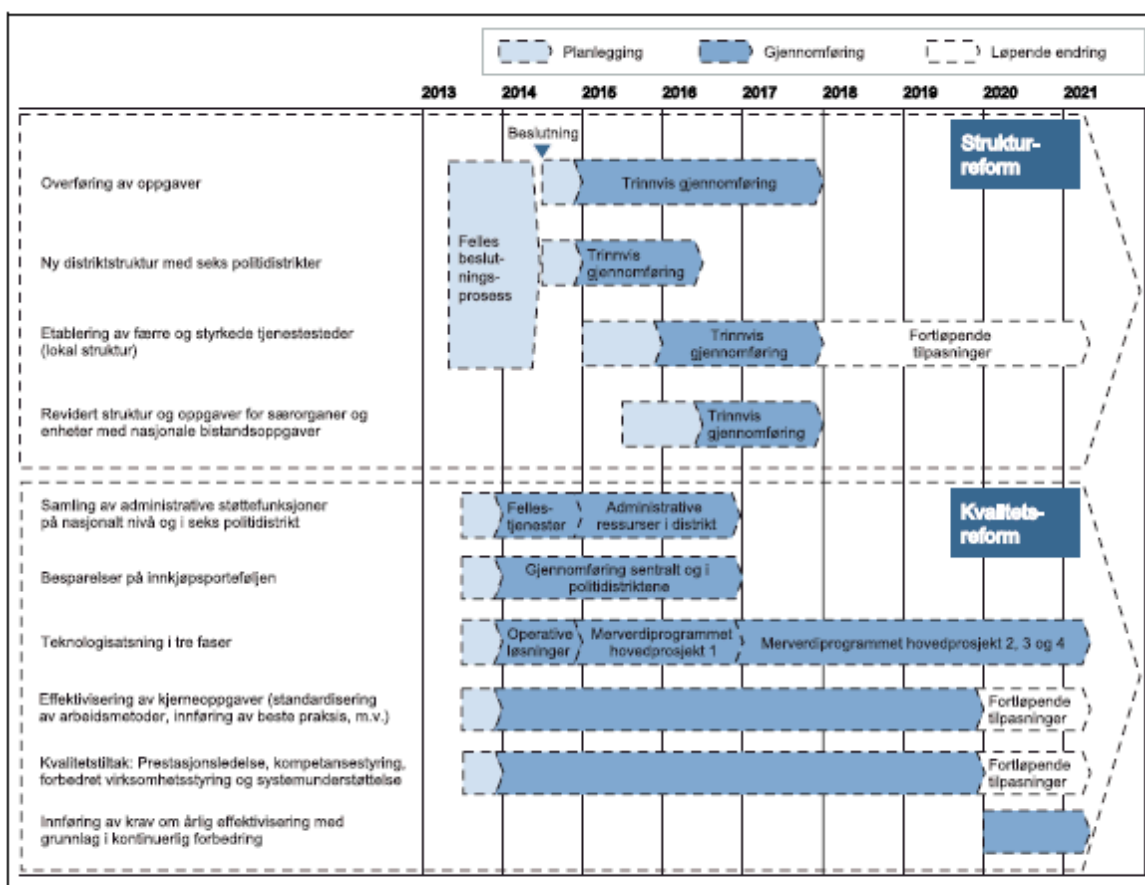 Planlegging
Gjennomføring
Løpende endring
2013 2014 2015 2016 2017 2018 2019 2020 2021
Beslutning
Struktur-
reform
Overføring av oppgaver
Trinnvis gjennomføring
Felles
beslut-
nings-
prosess
Ny distriktstruktur med seks politidistrikter
Trinnvis
gjennomføring
Etablering av færre og styrkede tjenestesteder
(lokal struktur)
Trinnvis
gjennomføring
Fortløpende
tilpasninger
Revidert struktur og oppgaver for særorganer og
enheter med nasjonale bistandsoppgaver
Trinnvis
gjennomføring
Kvalitets-
reform
Samling av administrative støttefunksjoner
på nasjonalt nivå og i seks politidistrikt
Felles-
tjenester
Administrative
ressurser i distrikt
Besparelser på innkjøpsporteføljen
Gjennomføring sentralt og i
politidistriktene
Teknologisatsning i tre faser
Operative
løsninger
Merverdiprogrammet
hovedprosjekt 1
Merverdiprogrammet hovedprosjekt 2, 3 og 4
Effektivisering av kjerneoppgaver (standardisering
av arbeidsmetoder, innføring av beste praksis, m.v.)
Fortløpende
tilpasninger
Kvalitetstiltak: Prestasjonsledelse, kompetansestyring,
forbedret virksomhetsstyring og systemunderstøttelse
Fortløpende
tilpasninger
Innføring av krav om årlig effektivisering med
grunnlag i kontinuerlig forbedring